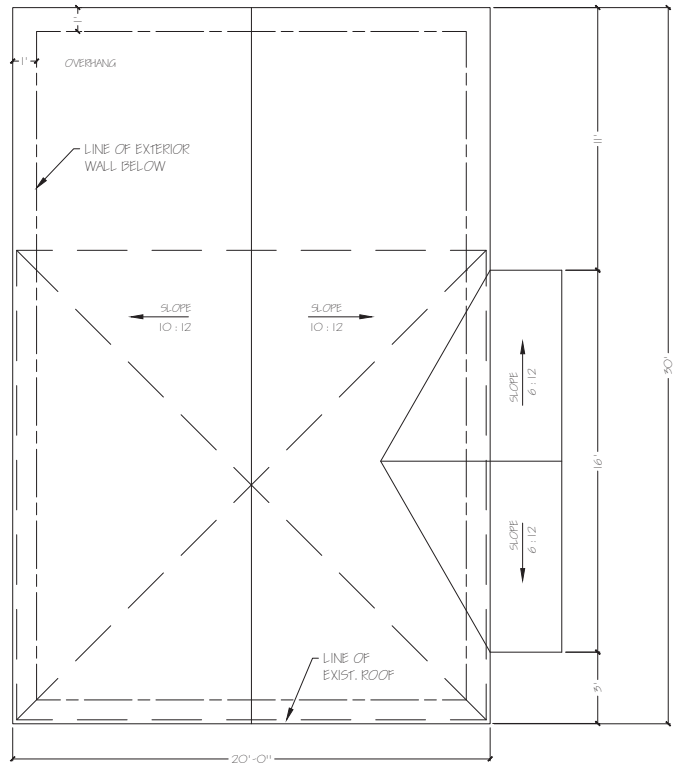 1'
1'
OVERHANG
LINE OF EXTERIOR
WALL BELOW
11'
SLOPE
10 : 12
SLOPE
10 : 12
SLOPE
6 : 12
30'
16'
SLOPE
6 : 12
LINE OF
EXIST. ROOF
3'
20'-0"